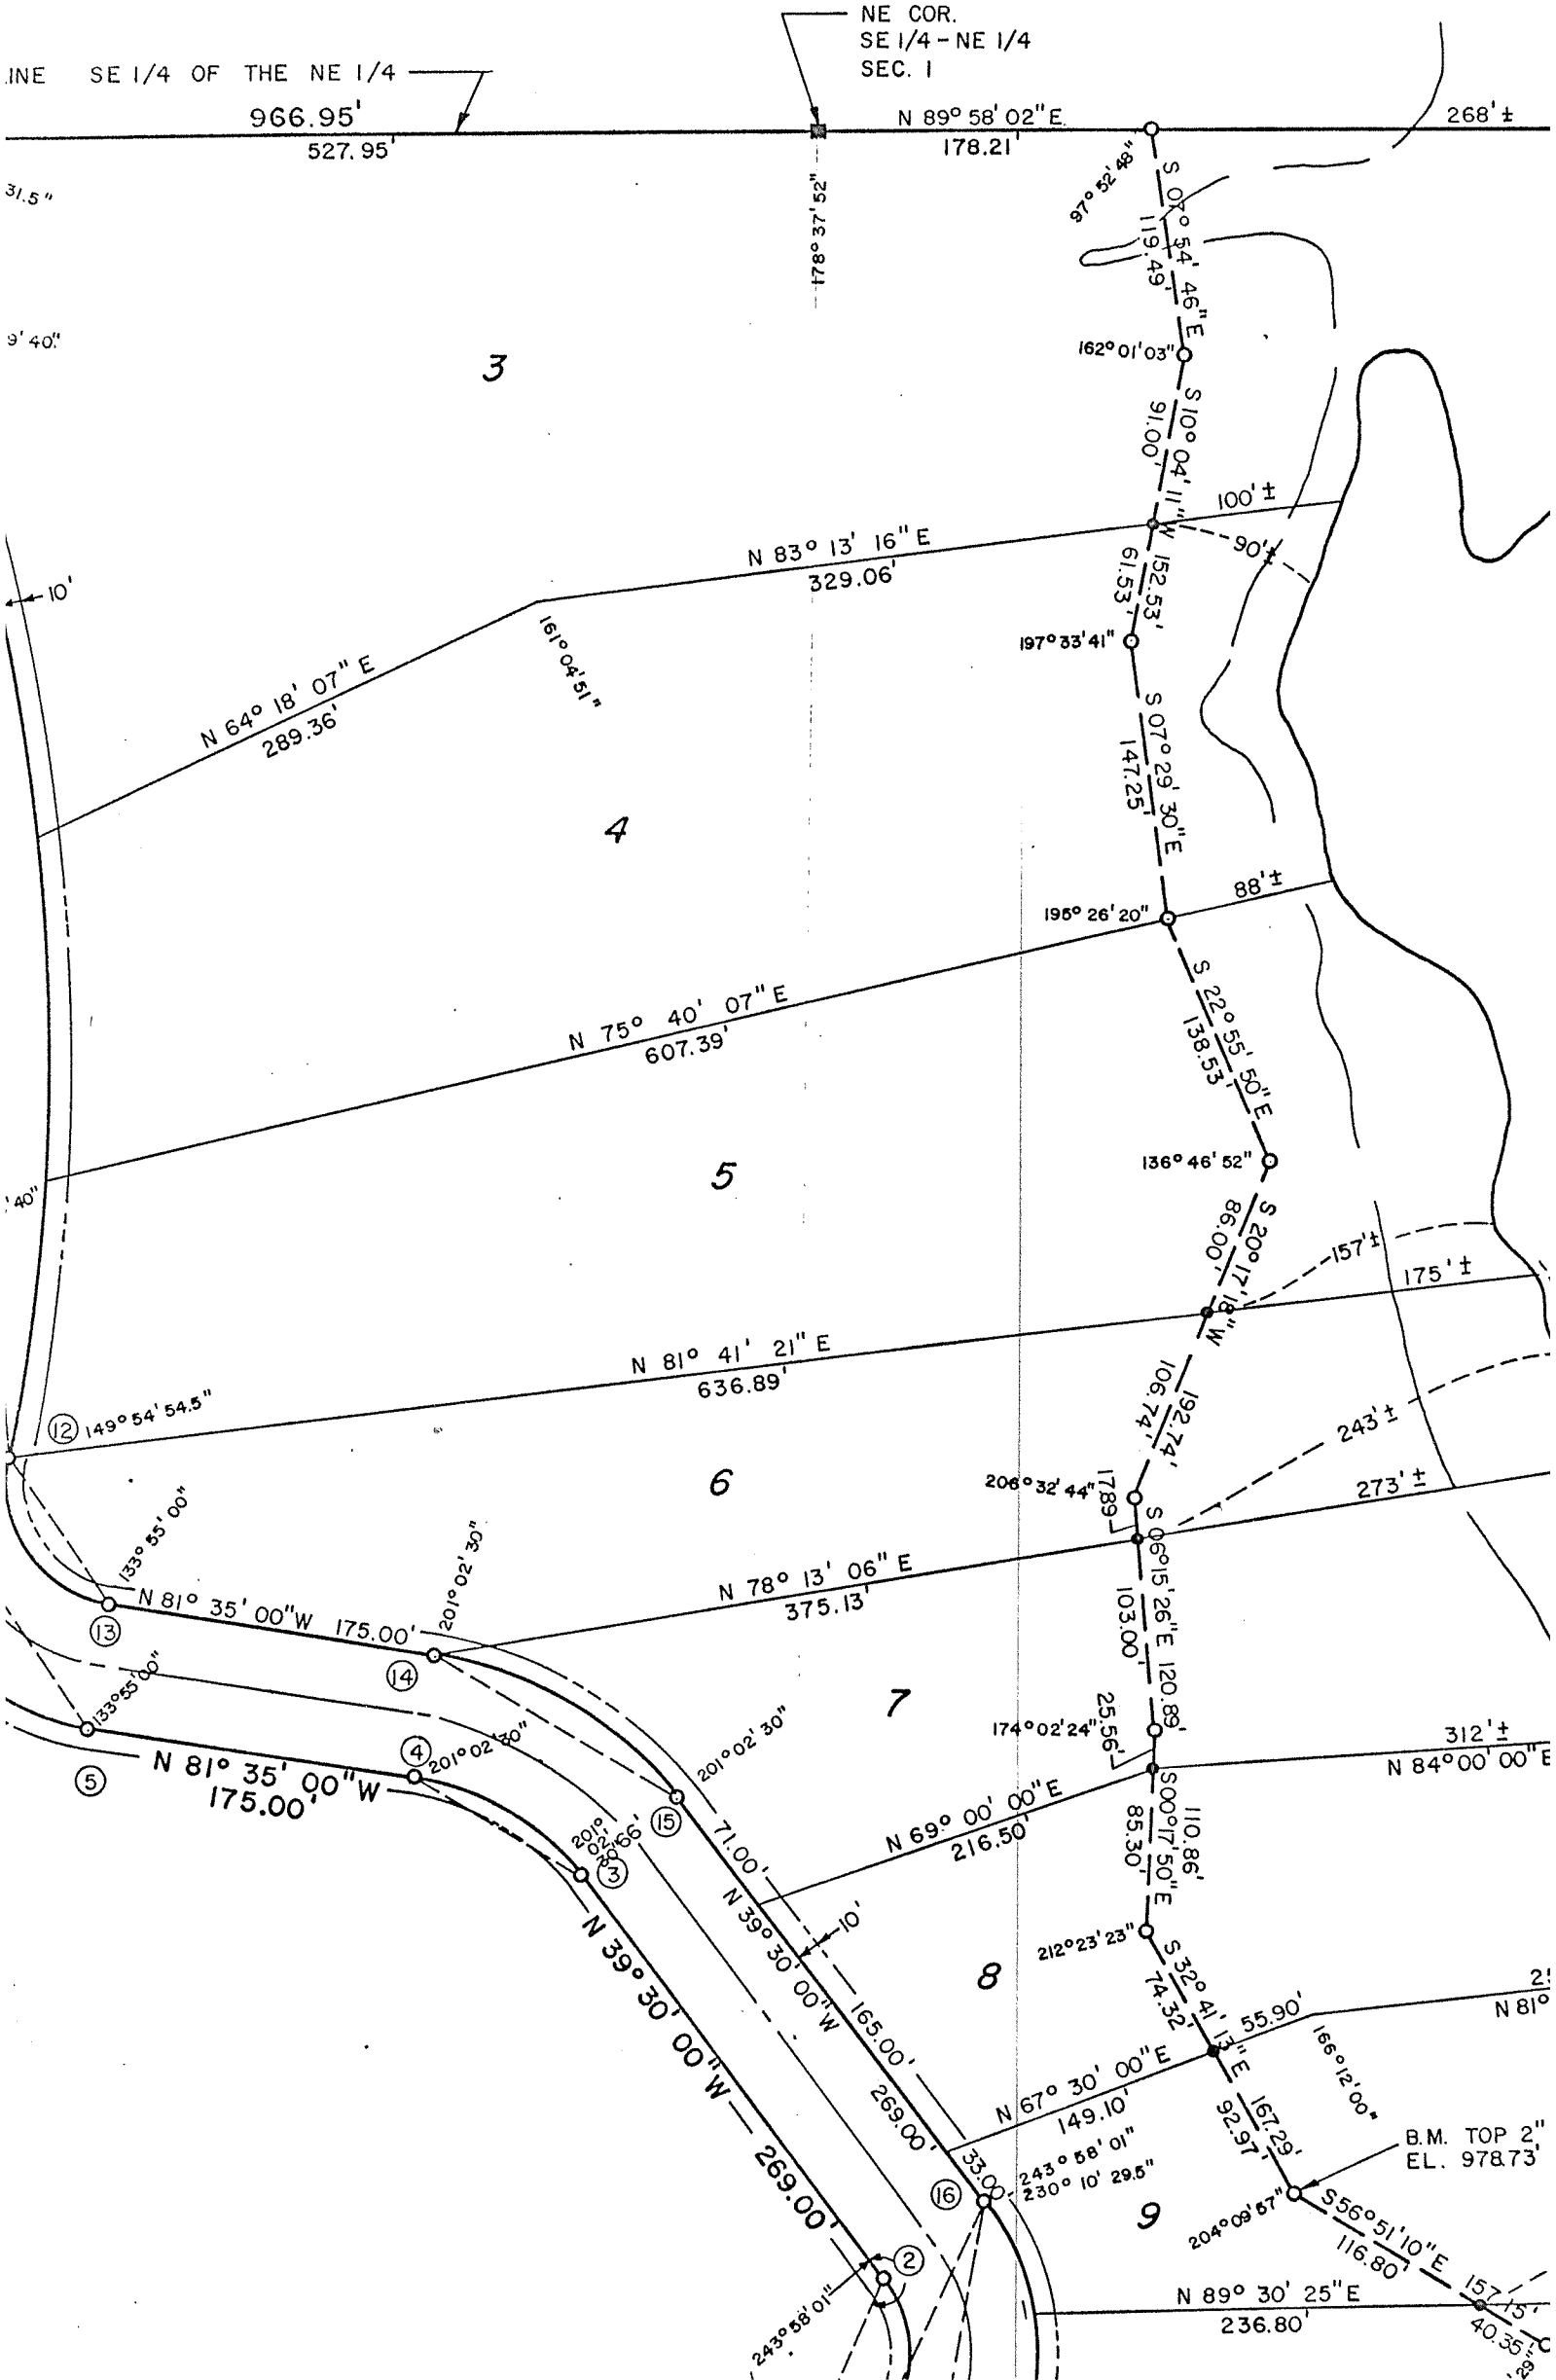 NE COR.
SE 1/4 - NE 1/4
SEC. 1
SE 1/4 OF THE NE 1/4
966.95'
527.95'
N 89° 58' 02" E.
178.21'
268' ±
31.5"
178° 37' 52"
97° 52' 48"
S 07° 54' 46" E
119.49'
9' 40"
3
162° 01' 03"
S 10° 04' 11" W
91.00'
100' ±
90' ±
152.53'
61.53'
N 83° 13' 16" E
329.06'
10'
161° 04' 51"
197° 33' 41"
N 64° 18' 07" E
289.36'
S 07° 29' 30" E
147.25'
4
195° 26' 20"
88' ±
N 75° 40' 07" E
607.39'
S 22° 55' 50" E
138.53'
136° 46' 52"
5
' 40"
S 20° 17' 18" W
86.00'
157' ±
175' ±
N 81° 41' 21" E
636.89'
12
149° 54' 54.5"
106.74'
192.74'
243' ±
6
206° 32' 44"
17.89
273' ±
133° 55' 00"
201° 02' 30"
N 78° 13' 06" E
375.13'
S 06° 15' 26" E
120.89'
103.00'
N 81° 35' 00" W
175.00'
13
14
133° 55' 00"
7
174° 02' 24"
25.56'
312' ±
N 84° 00' 00" E
4
201° 02' 30"
201° 02' 30"
5
N 81° 35' 00" W
175.00'
15
N 69° 00' 00" E
216.50'
S 00° 17' 50" E
110.86'
85.30'
71.00'
66'
3
N 39° 30' 00" W
10'
8
212° 23' 23"
S 32° 41' 13" E
74.32'
N 39° 30' 00" W
269.00'
165.00'
269.00'
55.90'
N 81°
166° 12' 00"
N 67° 30' 00" E
149.10'
167.29'
92.97'
B.M. TOP 2"
EL. 978.73'
33.00
243° 58' 01"
230° 10' 29.5"
16
9
204° 09' 57"
S 56° 51' 10" E
116.80'
2
243° 58' 01"
N 89° 30' 25" E
236.80'
157.15'
40.35'
29"